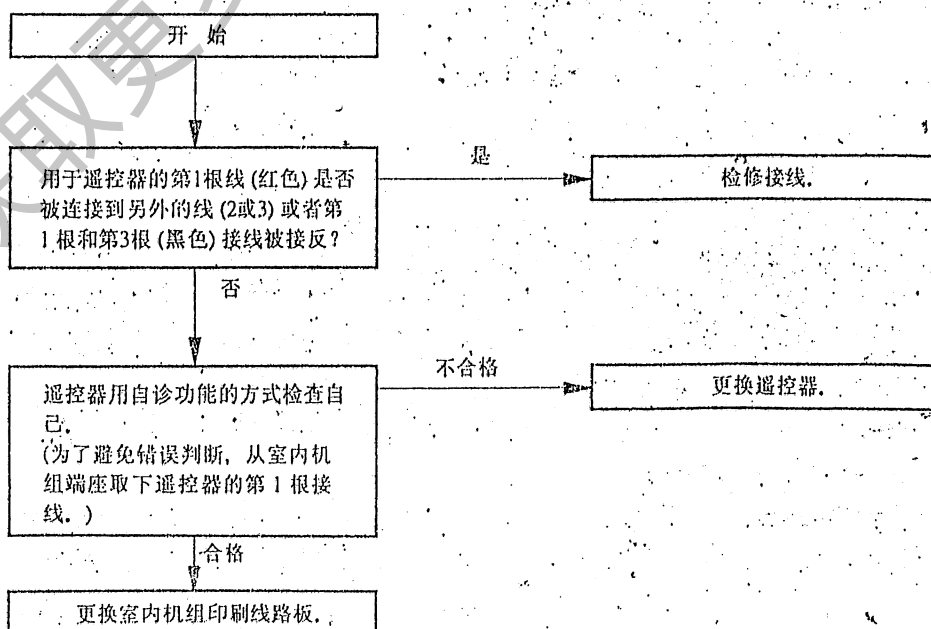 开 始
用于遥控器的第1根线 (红色) 是否
被连接到另外的线 (2或3) 或者第
1根和第3根 (黑色) 接线被接反?
是
检修接线.
否
遥控器用自诊功能的方式检查自
己.
(为了避免错误判断, 从室内机
组端座取下遥控器的第 1 根接
线. )
不合格
更换遥控器.
合格
更换室内机组印刷线路板.
取更